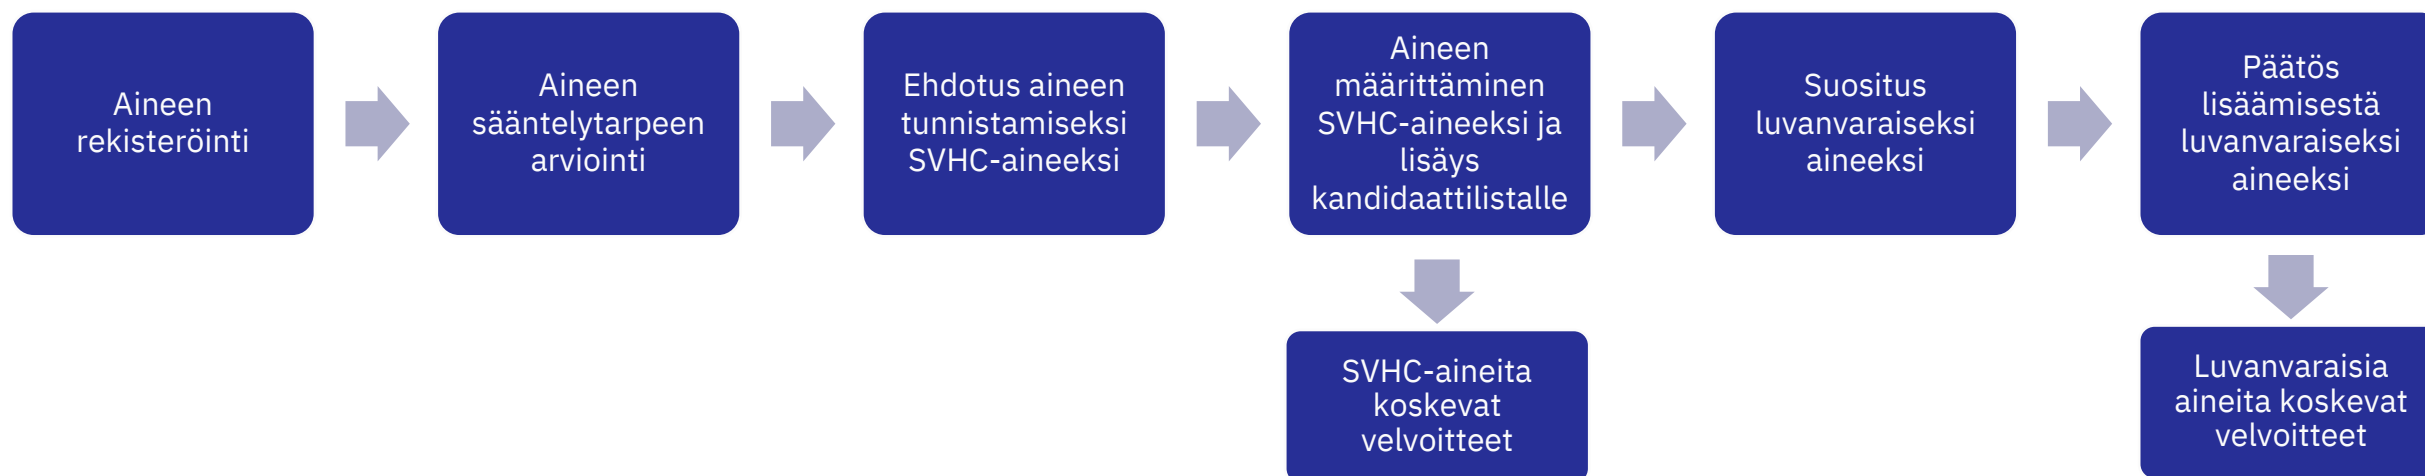 Aineen
rekisteröinti
Aineen
sääntelytarpeen
arviointi
Ehdotus aineen
tunnistamiseksi
SVHC-aineeksi
Aineen
määrittäminen
SVHC-aineeksi ja
lisäys
kandidaattilistalle
Suositus
luvanvaraiseksi
aineeksi
Päätös
lisäämisestä
luvanvaraiseksi
aineeksi
SVHC-aineita
koskevat
velvoitteet
Luvanvaraisia
aineita koskevat
velvoitteet